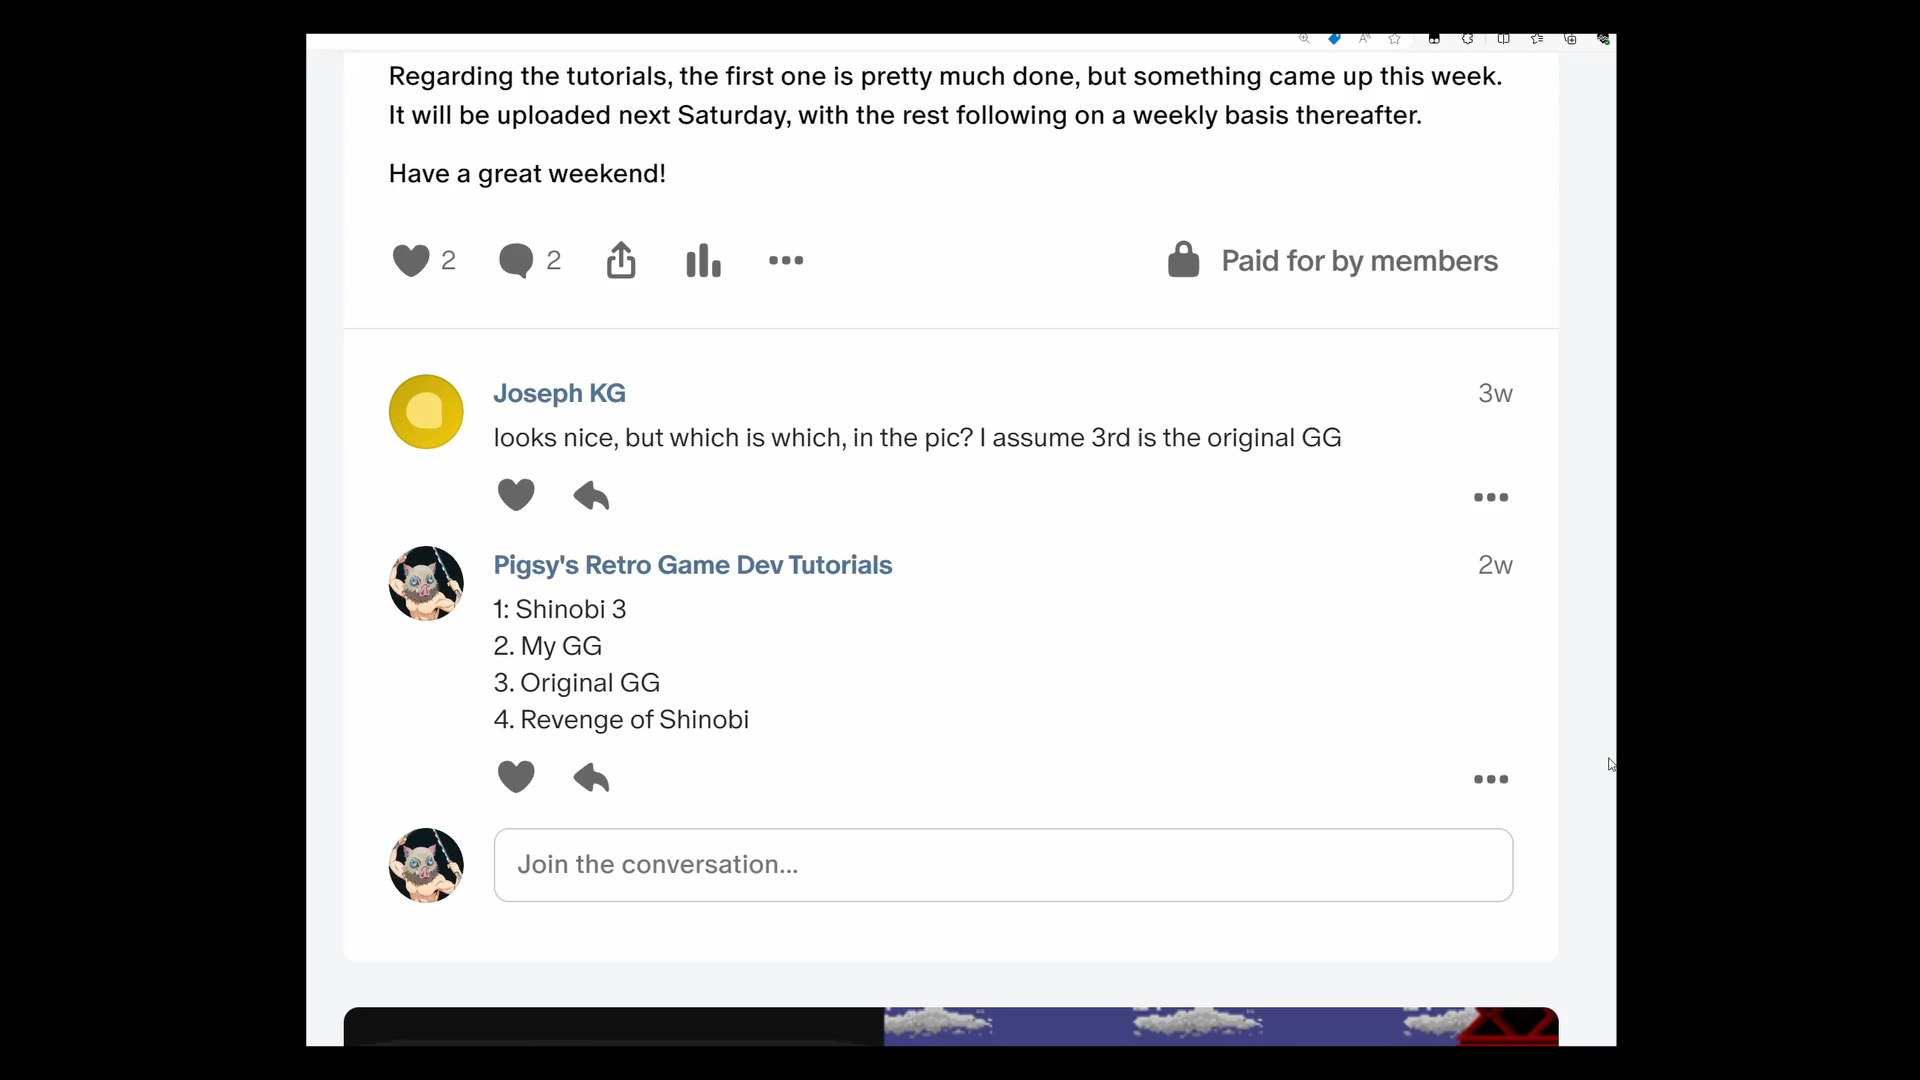 Regarding the tutorials, the first one is pretty much done, but something came up this week.
It will be uploaded next Saturday, with the rest following on a weekly basis thereafter.
Have a great weekend!
2
2
Paid for by members
Joseph KG
3w
looks nice, but which is which, in the pic? I assume 3rd is the original GG
Pigsy's Retro Game Dev Tutorials
2w
1: Shinobi 3
2. My GG
3. Original GG
4. Revenge of Shinobi
Join the conversation...